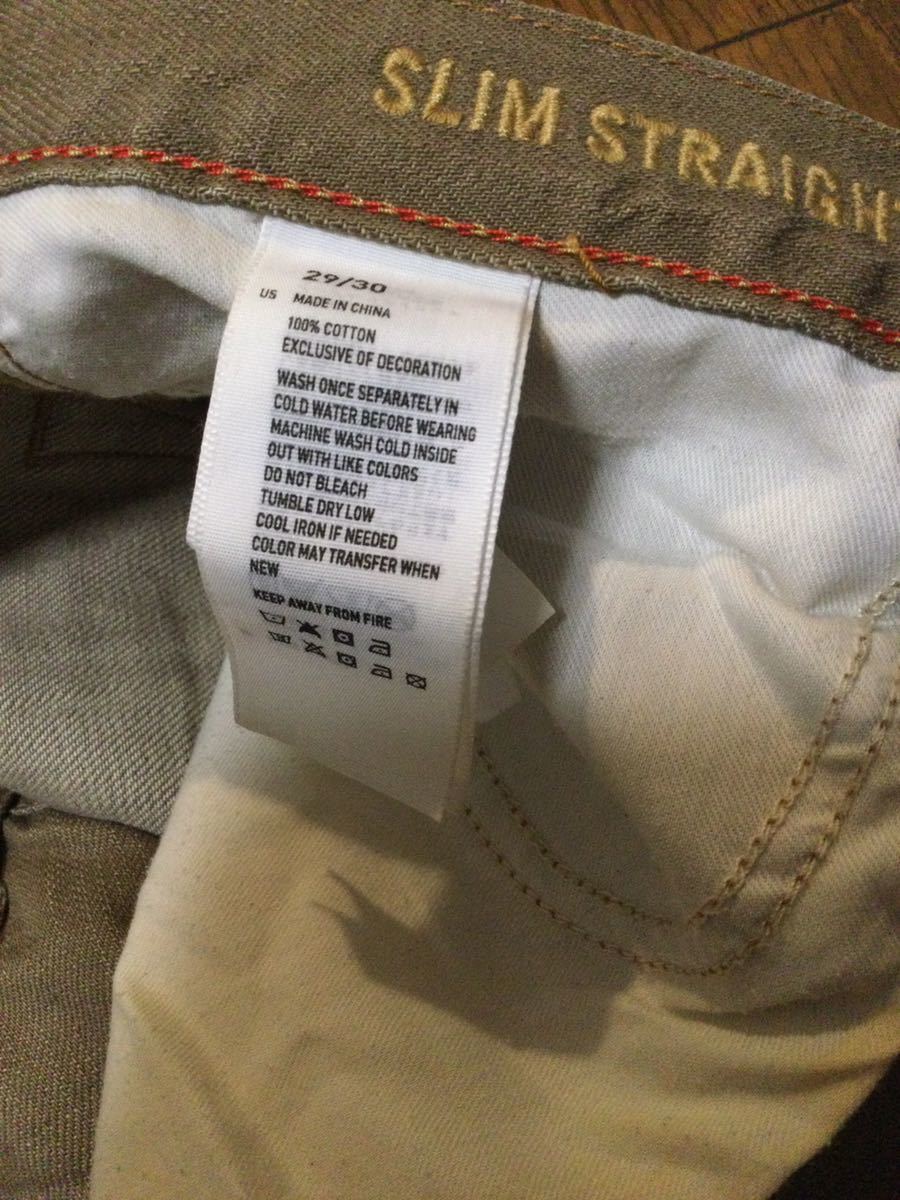 SLIM STRAIGHT
29/30
US MADE IN CHINA
100% COTTON
EXCLUSIVE OF DECORATION
WASH ONCE SEPARATELY IN
COLD WATER BEFORE WEARING
MACHINE WASH COLD INSIDE
OUT WITH LIKE COLORS
DO NOT BLEACH
TUMBLE DRY LOW
COOL IRON IF NEEDED
COLOR MAY TRANSFER WHEN
NEW
KEEP AWAY FROM FIRE